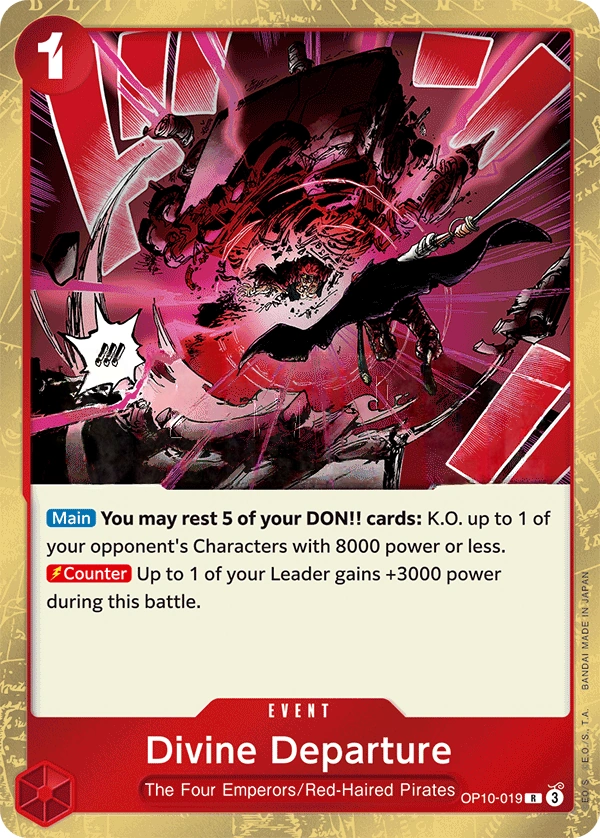 1
!!!
Main You may rest 5 of your DON!! cards: K.O. up to 1 of
your opponent's Characters with 8000 power or less.
Counter Up to 1 of your Leader gains +3000 power
during this battle.
EVENT
Divine Departure
The Four Emperors/Red-Haired Pirates
OP10-019 R 3
BANDAI MADE IN JAPAN